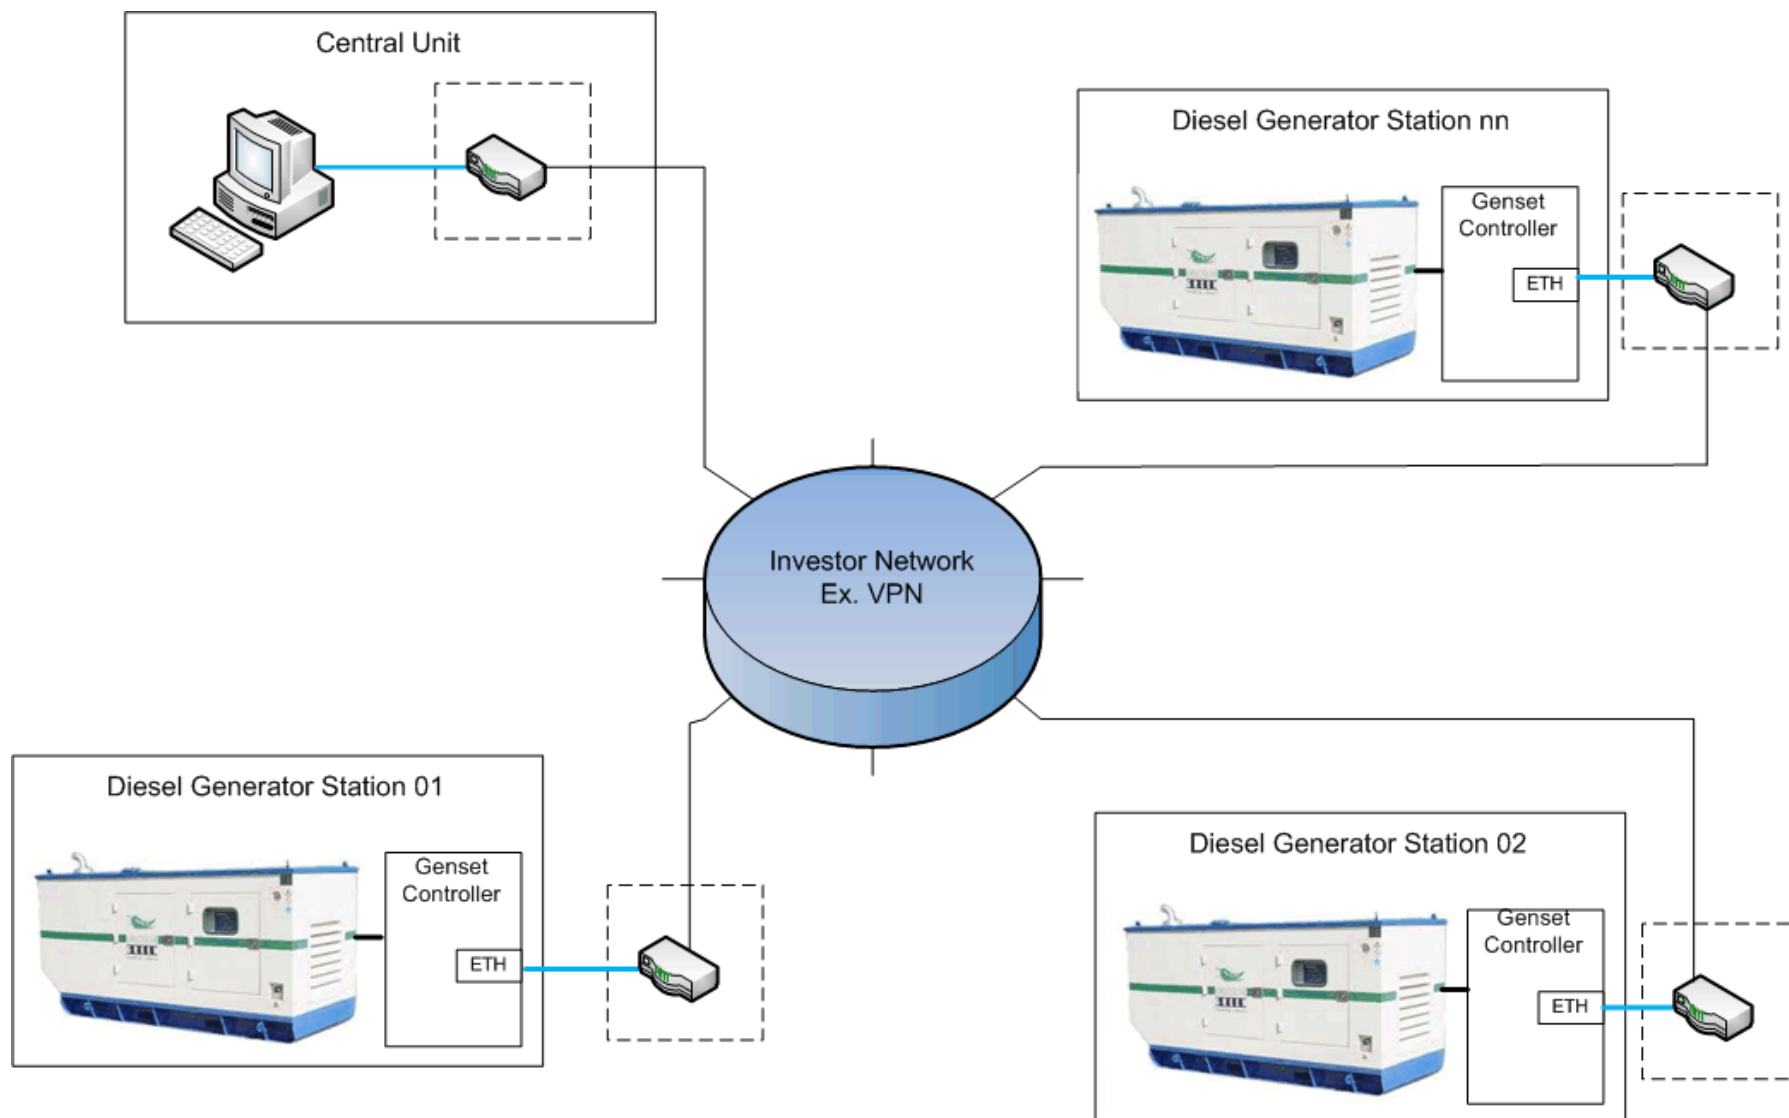 Central Unit
Diesel Generator Station nn
Genset
Controller
ETH
Investor Network
Ex. VPN
Diesel Generator Station 01
Genset
Controller
ETH
Diesel Generator Station 02
Genset
Controller
ETH